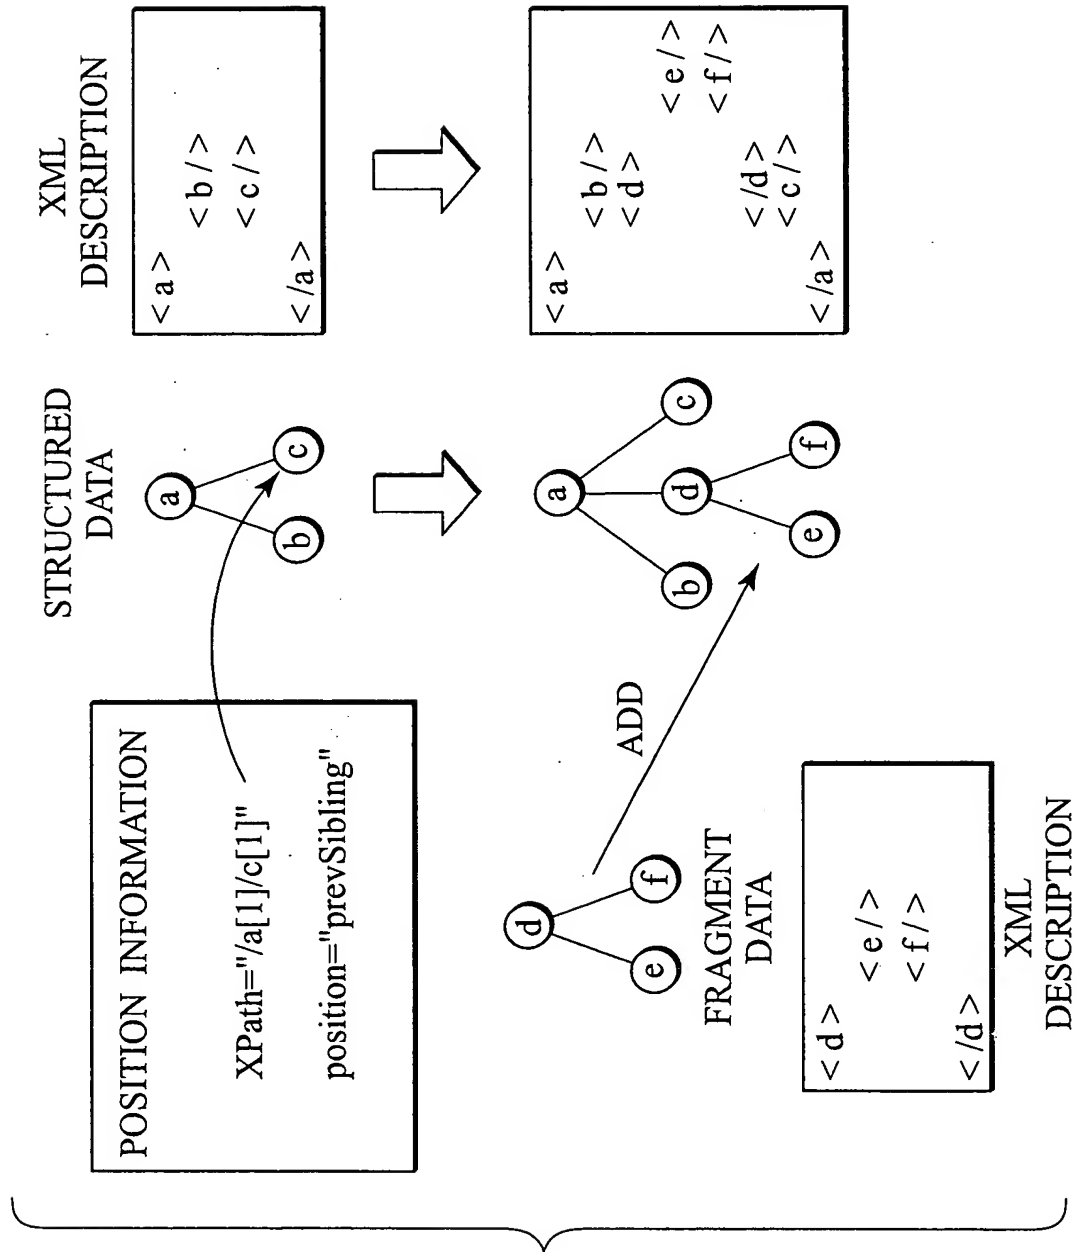 POSITION INFORMATION
XPath="/a[1]/c[1]"
position="prevSibling"
STRUCTURED
DATA
a
b
c
XML
DESCRIPTION
<a>
<b/>
<c/>
</a>
d
e
f
FRAGMENT
DATA
ADD
a
b
d
c
e
f
<a>
<b/>
<d>
<e/>
<f/>
</d>
<c/>
</a>
<d>
<e/>
<f/>
</d>
XML
DESCRIPTION